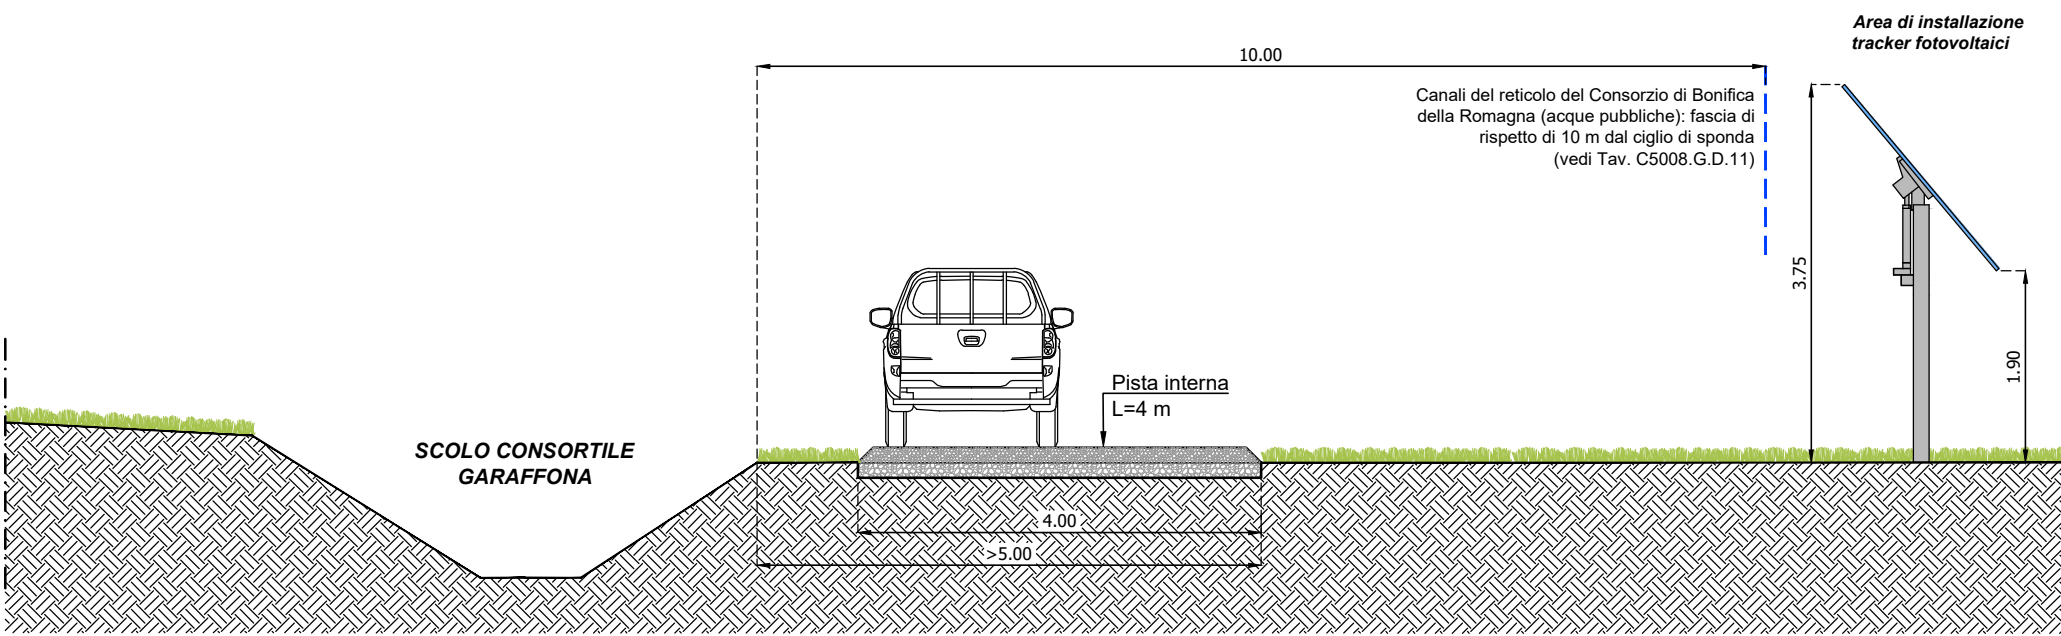 Area di installazione
tracker fotovoltaici
10.00
Canali del reticolo del Consorzio di Bonifica
della Romagna (acque pubbliche): fascia di
rispetto di 10 m dal ciglio di sponda
(vedi Tav. C5008.G.D.11)
3.75
1.90
Pista interna
L=4 m
SCOLO CONSORTILE
GARAFFONA
4.00
>5.00